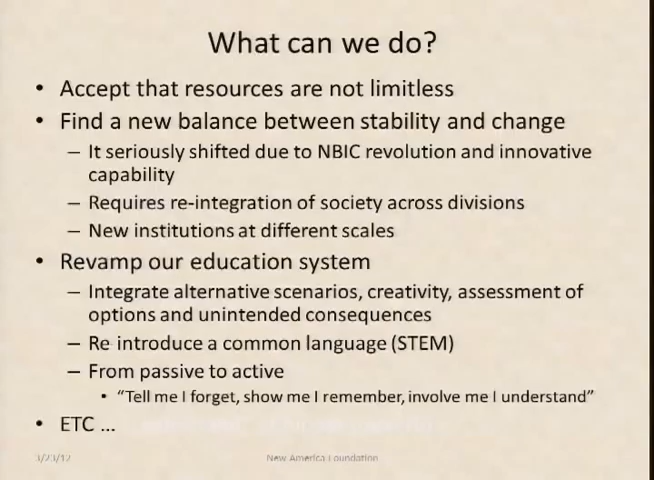 What can we do?
• Accept that resources are not limitless
• Find a new balance between stability and change
– It seriously shifted due to NBIC revolution and innovative
capability
– Requires re-integration of society across divisions
– New institutions at different scales
• Revamp our education system
– Integrate alternative scenarios, creativity, assessment of
options and unintended consequences
– Re introduce a common language (STEM)
– From passive to active
• “Tell me I forget, show me I remember, involve me I understand”
• ETC ...
3/23/12
New America Foundation